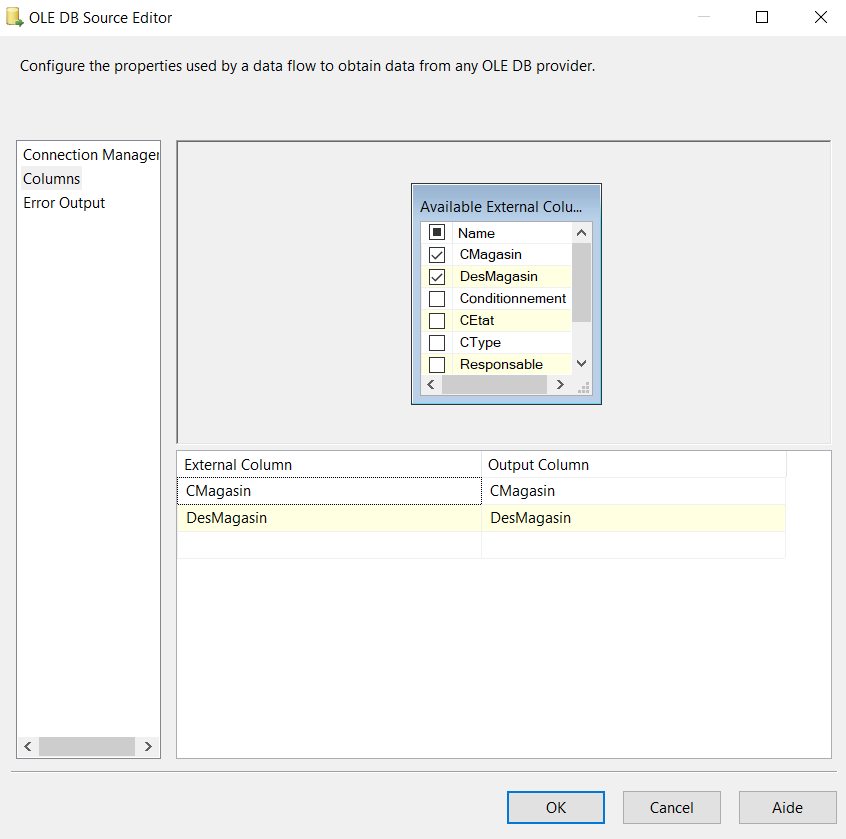 OLE DB Source Editor
Configure the properties used by a data flow to obtain data from any OLE DB provider.
Connection Manager
Columns
Error Output
Available External Colu...
Name
CMagasin
DesMagasin
Conditionnement
CEtat
CType
Responsable
External Column Output Column
CMagasin CMagasin
DesMagasin DesMagasin
OK Cancel Aide